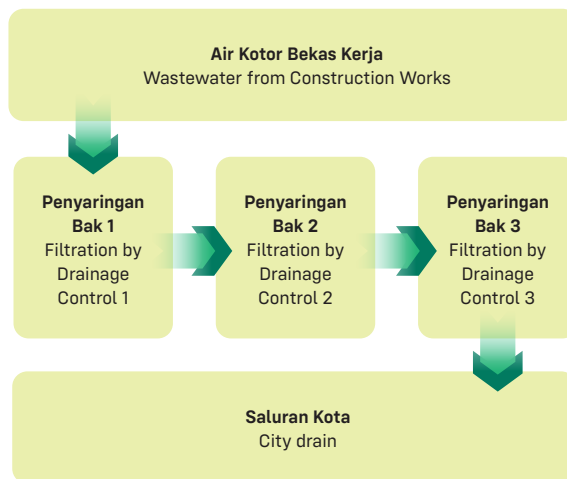 Air Kotor Bekas Kerja
Wastewater from Construction Works
Penyaringan
Bak 1
Filtration by
Drainage
Control 1
Penyaringan
Bak 2
Filtration by
Drainage
Control 2
Penyaringan
Bak 3
Filtration by
Drainage
Control 3
Saluran Kota
City drain